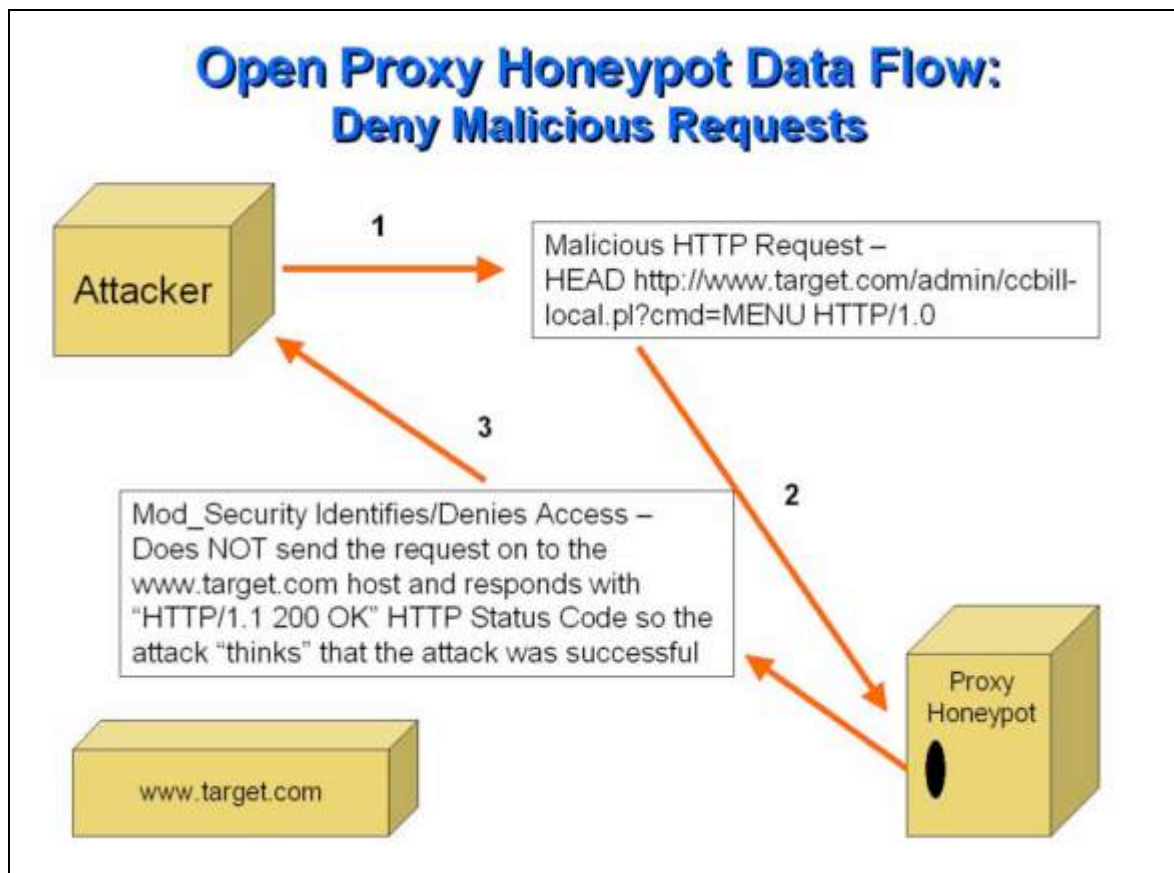 Open Proxy Honeypot Data Flow:
Deny Malicious Requests
Attacker
1
Malicious HTTP Request –
HEAD http://www.target.com/admin/ccbill-
local.pl?cmd=MENU HTTP/1.0
3
2
Mod_Security Identifies/Denies Access –
Does NOT send the request on to the
www.target.com host and responds with
“HTTP/1.1 200 OK” HTTP Status Code so the
attack “thinks” that the attack was successful
Proxy
Honeypot
www.target.com